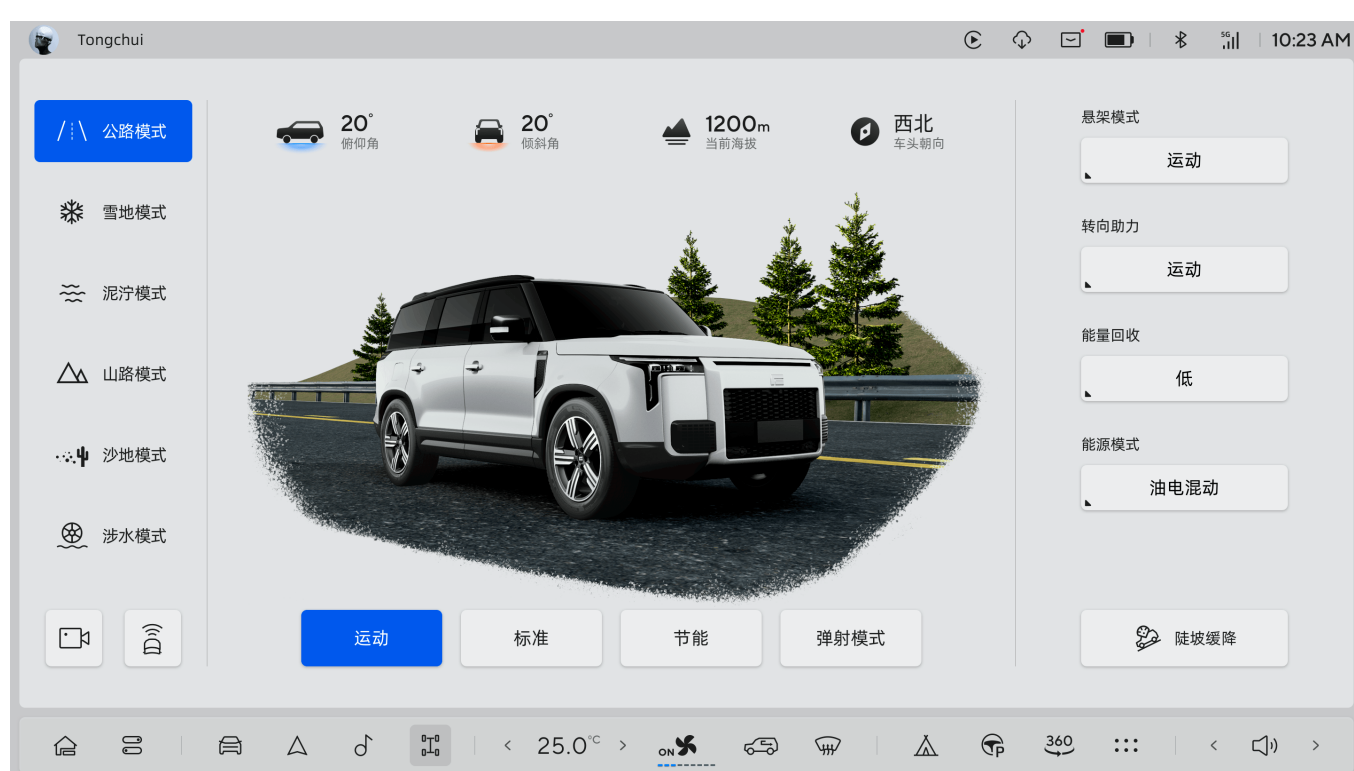 Tongchui
5G
10:23 AM
公路模式
雪地模式
泥泞模式
山路模式
沙地模式
涉水模式
20°
俯仰角
20°
倾斜角
1200m
当前海拔
西北
车头朝向
运动
标准
节能
弹射模式
悬架模式
运动
转向助力
运动
能量回收
低
能源模式
油电混动
陡坡缓降
25.0°C
ON
P
360